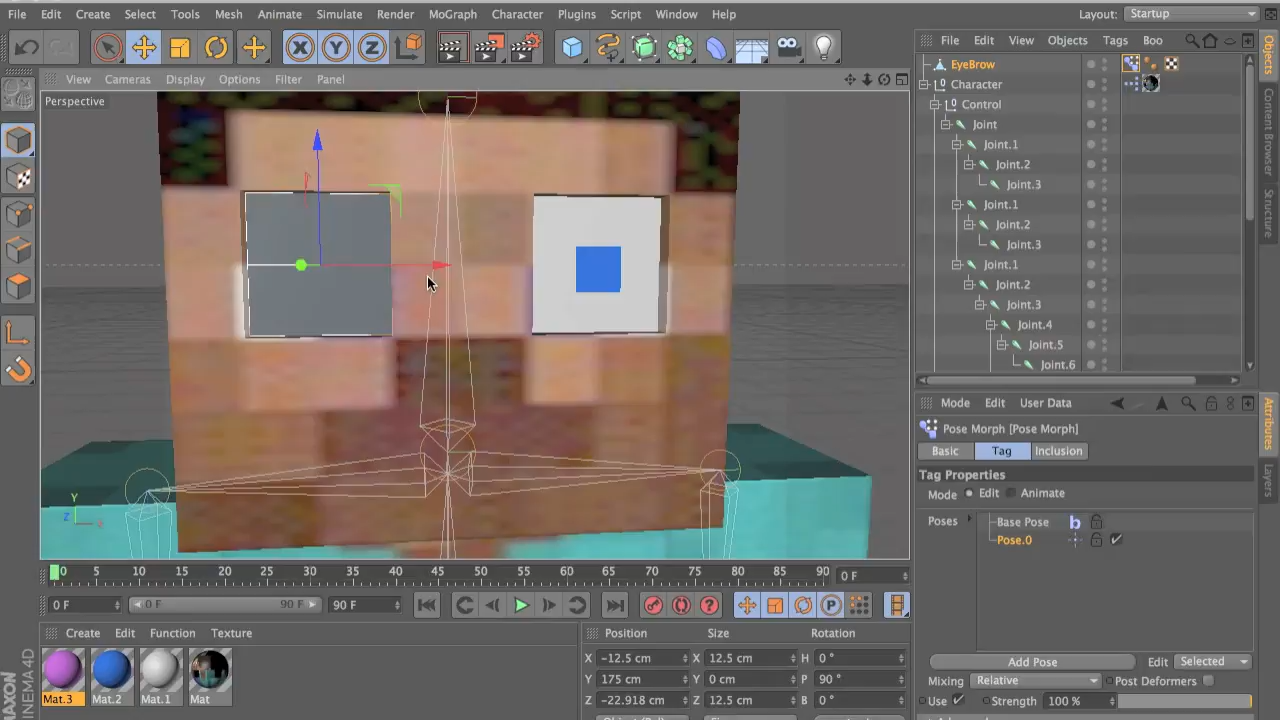 File Edit Create Select Tools Mesh Animate Simulate Render MoGraph Character Plugins Script Window Help Layout: Startup
X Y Z
File Edit View Objects Tags Boo
View Cameras Display Options Filter Panel
Perspective
EyeBrow
Character
Control
Joint
Joint.1
Joint.2
Joint.3
Joint.1
Joint.2
Joint.3
Joint.1
Joint.2
Joint.3
Joint.4
Joint.5
Joint.6
Objects
Content Browser
Structure
Mode Edit User Data
Pose Morph [Pose Morph]
Basic Tag Inclusion
Tag Properties
Mode Edit Animate
Poses Base Pose b
Pose.0
Add Pose Edit Selected
Mixing Relative Post Deformers
Use Strength 100 %
Attributes
Layers
Y
Z X
0 5 10 15 20 25 30 35 40 45 50 55 60 65 70 75 80 85 90 0 F
0 F 0 F 90 F 90 F P
Create Edit Function Texture
Mat.3 Mat.2 Mat.1 Mat
Position Size Rotation
X -12.5 cm X 12.5 cm H 0 °
Y 175 cm Y 0 cm P 90 °
Z -22.918 cm Z 12.5 cm B 0 °
MAXON
CINEMA 4D